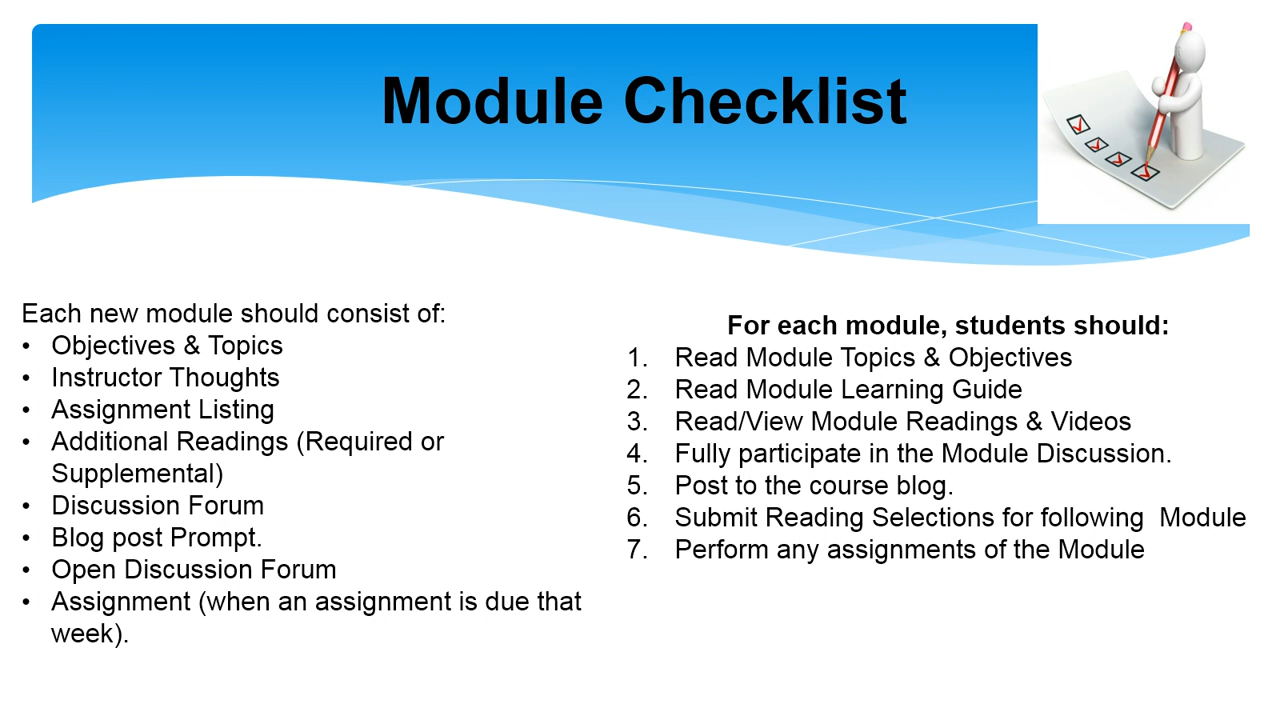 Module Checklist
Each new module should consist of:
• Objectives & Topics
• Instructor Thoughts
• Assignment Listing
• Additional Readings (Required or
Supplemental)
• Discussion Forum
• Blog post Prompt.
• Open Discussion Forum
• Assignment (when an assignment is due that
week).
For each module, students should:
1. Read Module Topics & Objectives
2. Read Module Learning Guide
3. Read/View Module Readings & Videos
4. Fully participate in the Module Discussion.
5. Post to the course blog.
6. Submit Reading Selections for following  Module
7. Perform any assignments of the Module